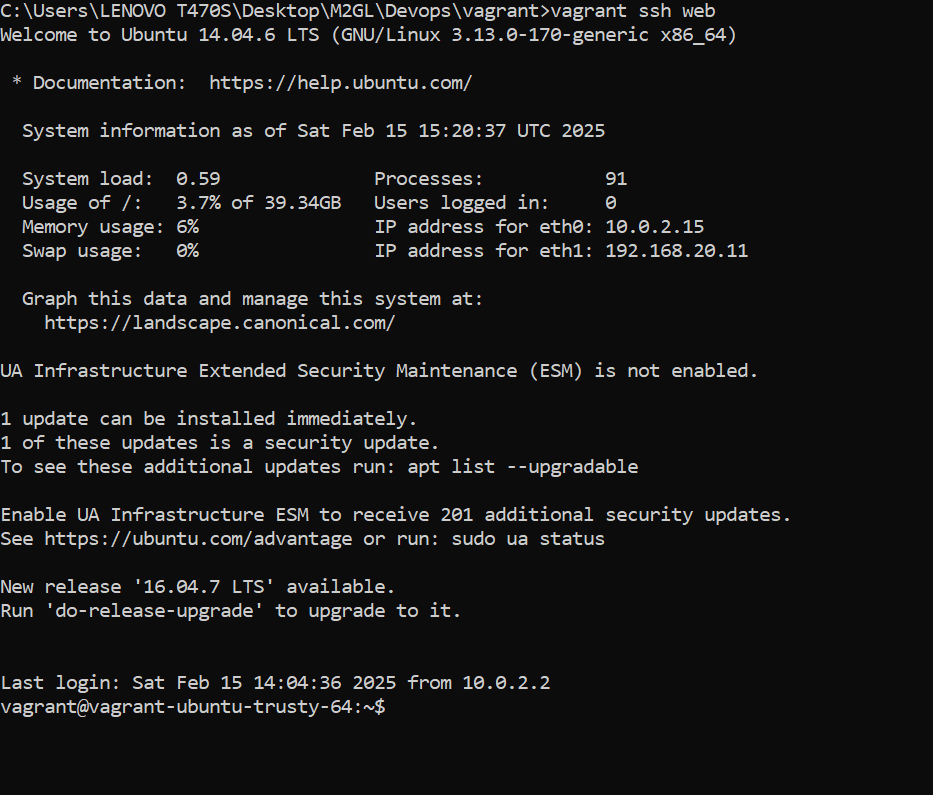 C:\Users\LENOVO T470S\Desktop\M2GL\Devops\vagrant>vagrant ssh web
Welcome to Ubuntu 14.04.6 LTS (GNU/Linux 3.13.0-170-generic x86_64)
* Documentation:  https://help.ubuntu.com/
System information as of Sat Feb 15 15:20:37 UTC 2025
System load:  0.59              Processes:           91
Usage of /:   3.7% of 39.34GB   Users logged in:     0
Memory usage: 6%                IP address for eth0: 10.0.2.15
Swap usage:   0%                IP address for eth1: 192.168.20.11
Graph this data and manage this system at:
https://landscape.canonical.com/
UA Infrastructure Extended Security Maintenance (ESM) is not enabled.
1 update can be installed immediately.
1 of these updates is a security update.
To see these additional updates run: apt list --upgradable
Enable UA Infrastructure ESM to receive 201 additional security updates.
See https://ubuntu.com/advantage or run: sudo ua status
New release '16.04.7 LTS' available.
Run 'do-release-upgrade' to upgrade to it.
Last login: Sat Feb 15 14:04:36 2025 from 10.0.2.2
vagrant@vagrant-ubuntu-trusty-64:~$